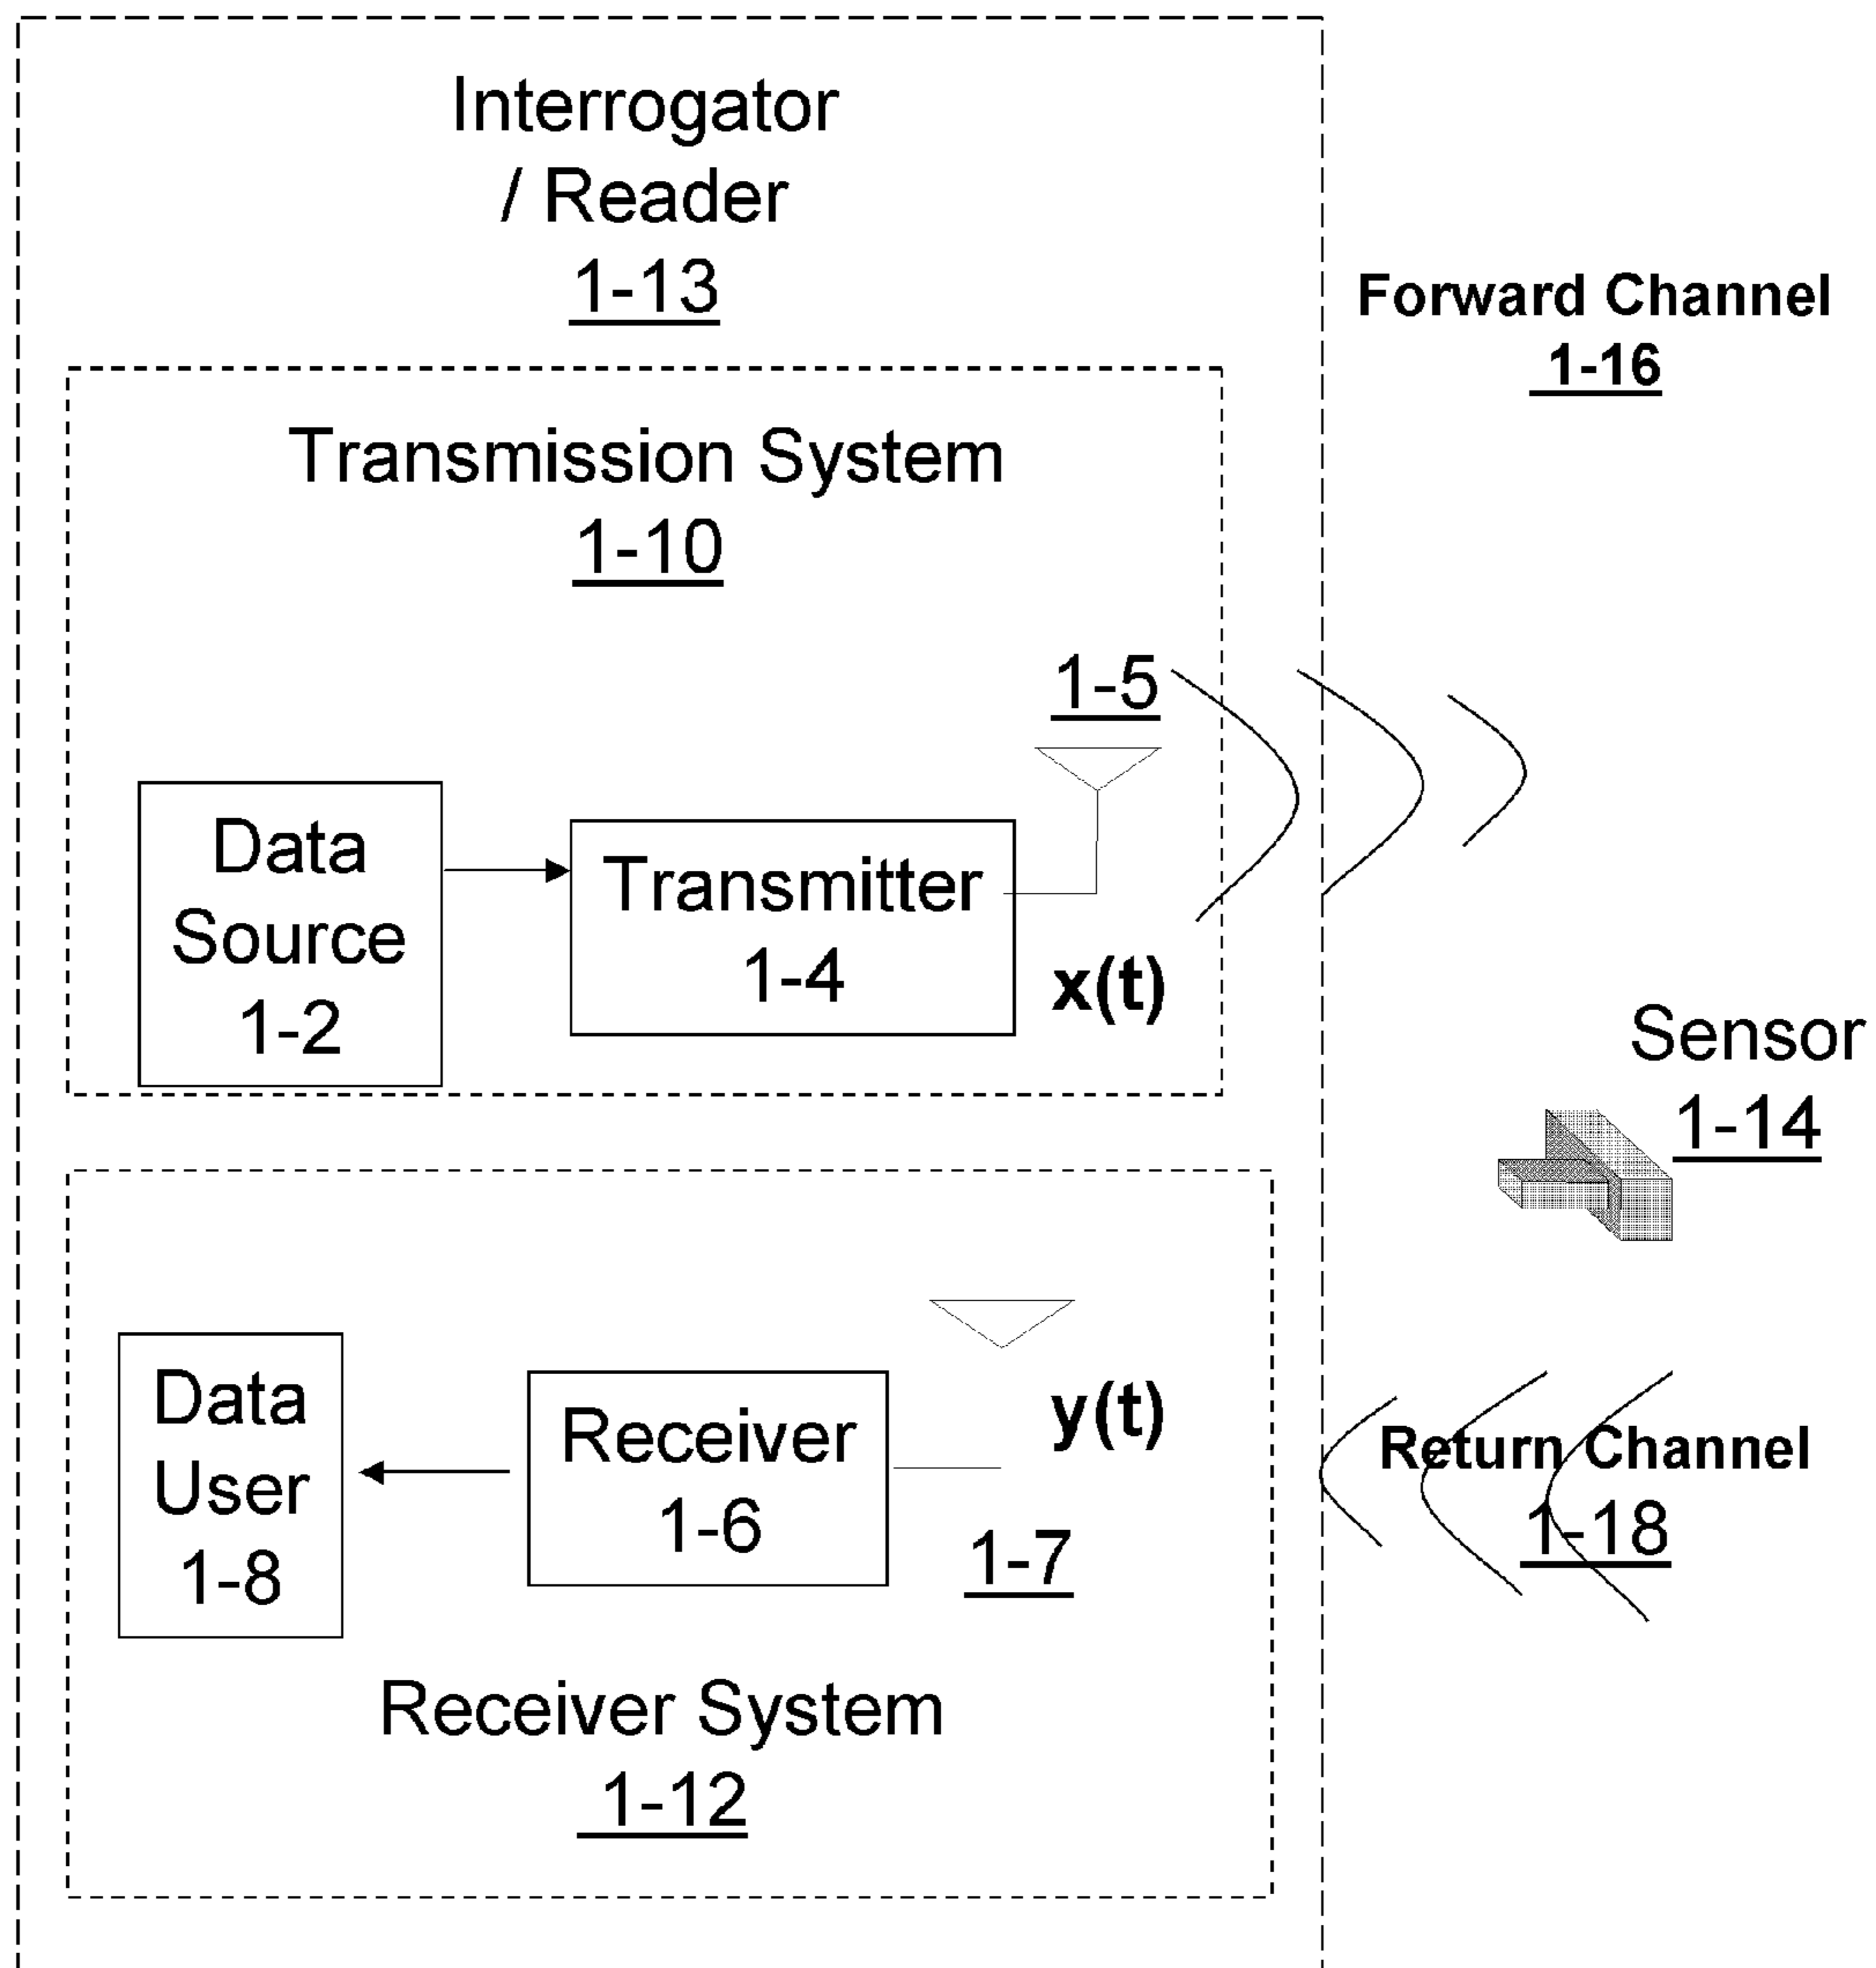 Interrogator
/ Reader
1-13
Forward Channel
1-16
Transmission System
1-10
1-5
Data
Source
1-2
Transmitter
1-4
x(t)
Sensor
1-14
Data
User
1-8
Receiver
1-6
y(t)
1-7
Return Channel
1-18
Receiver System
1-12